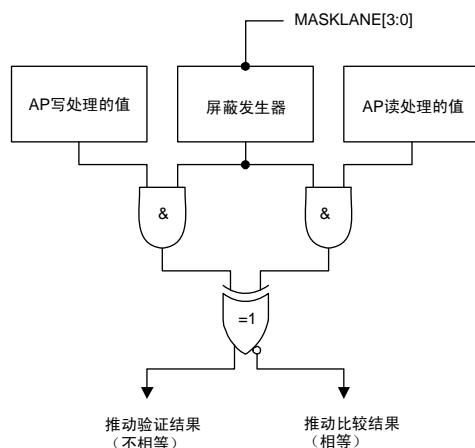 MASKLANE[3:0]
AP写处理的值
屏蔽发生器
AP读处理的值
&
&
=1
推动验证结果
（不相等）
推动比较结果
（相等）